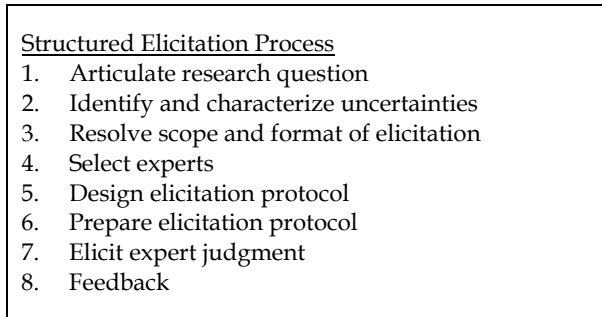 Structured Elicitation Process
1. Articulate research question
2. Identify and characterize uncertainties
3. Resolve scope and format of elicitation
4. Select experts
5. Design elicitation protocol
6. Prepare elicitation protocol
7. Elicit expert judgment
8. Feedback